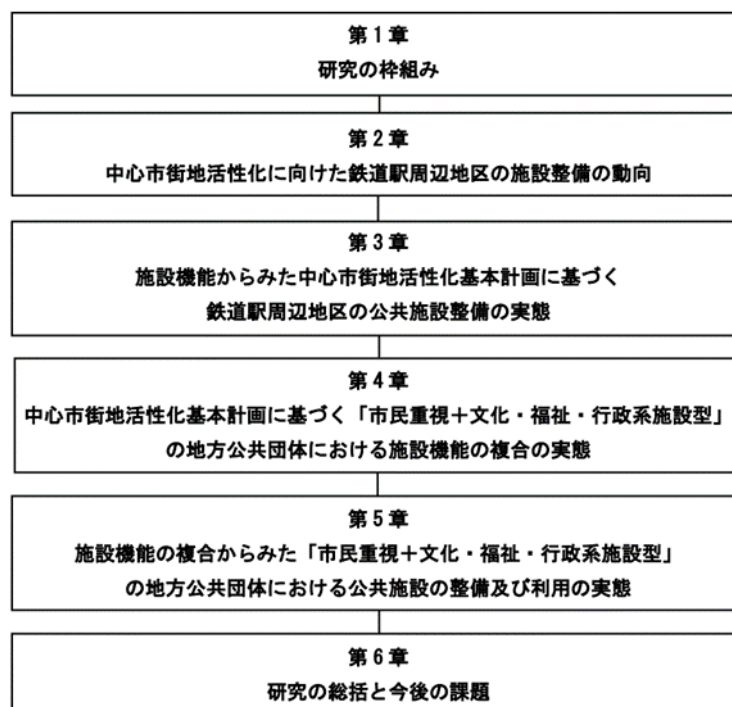 第1章
研究の枠組み
第2章
中心市街地活性化に向けた鉄道駅周辺地区の施設整備の動向
第3章
施設機能からみた中心市街地活性化基本計画に基づく
鉄道駅周辺地区の公共施設整備の実態
第4章
中心市街地活性化基本計画に基づく「市民重視+文化・福祉・行政系施設型」
の地方公共団体における施設機能の複合の実態
第5章
施設機能の複合からみた「市民重視+文化・福祉・行政系施設型」
の地方公共団体における公共施設の整備及び利用の実態
第6章
研究の総括と今後の課題